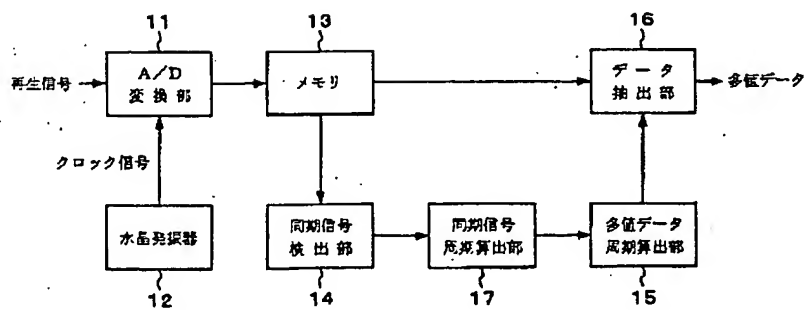 11
13
16
再生信号
A/D
変換部
メモリ
データ
抽出部
多値データ
クロック信号
水晶発振器
同期信号
検出部
同期信号
周期算出部
多値データ
周期算出部
12
14
17
15